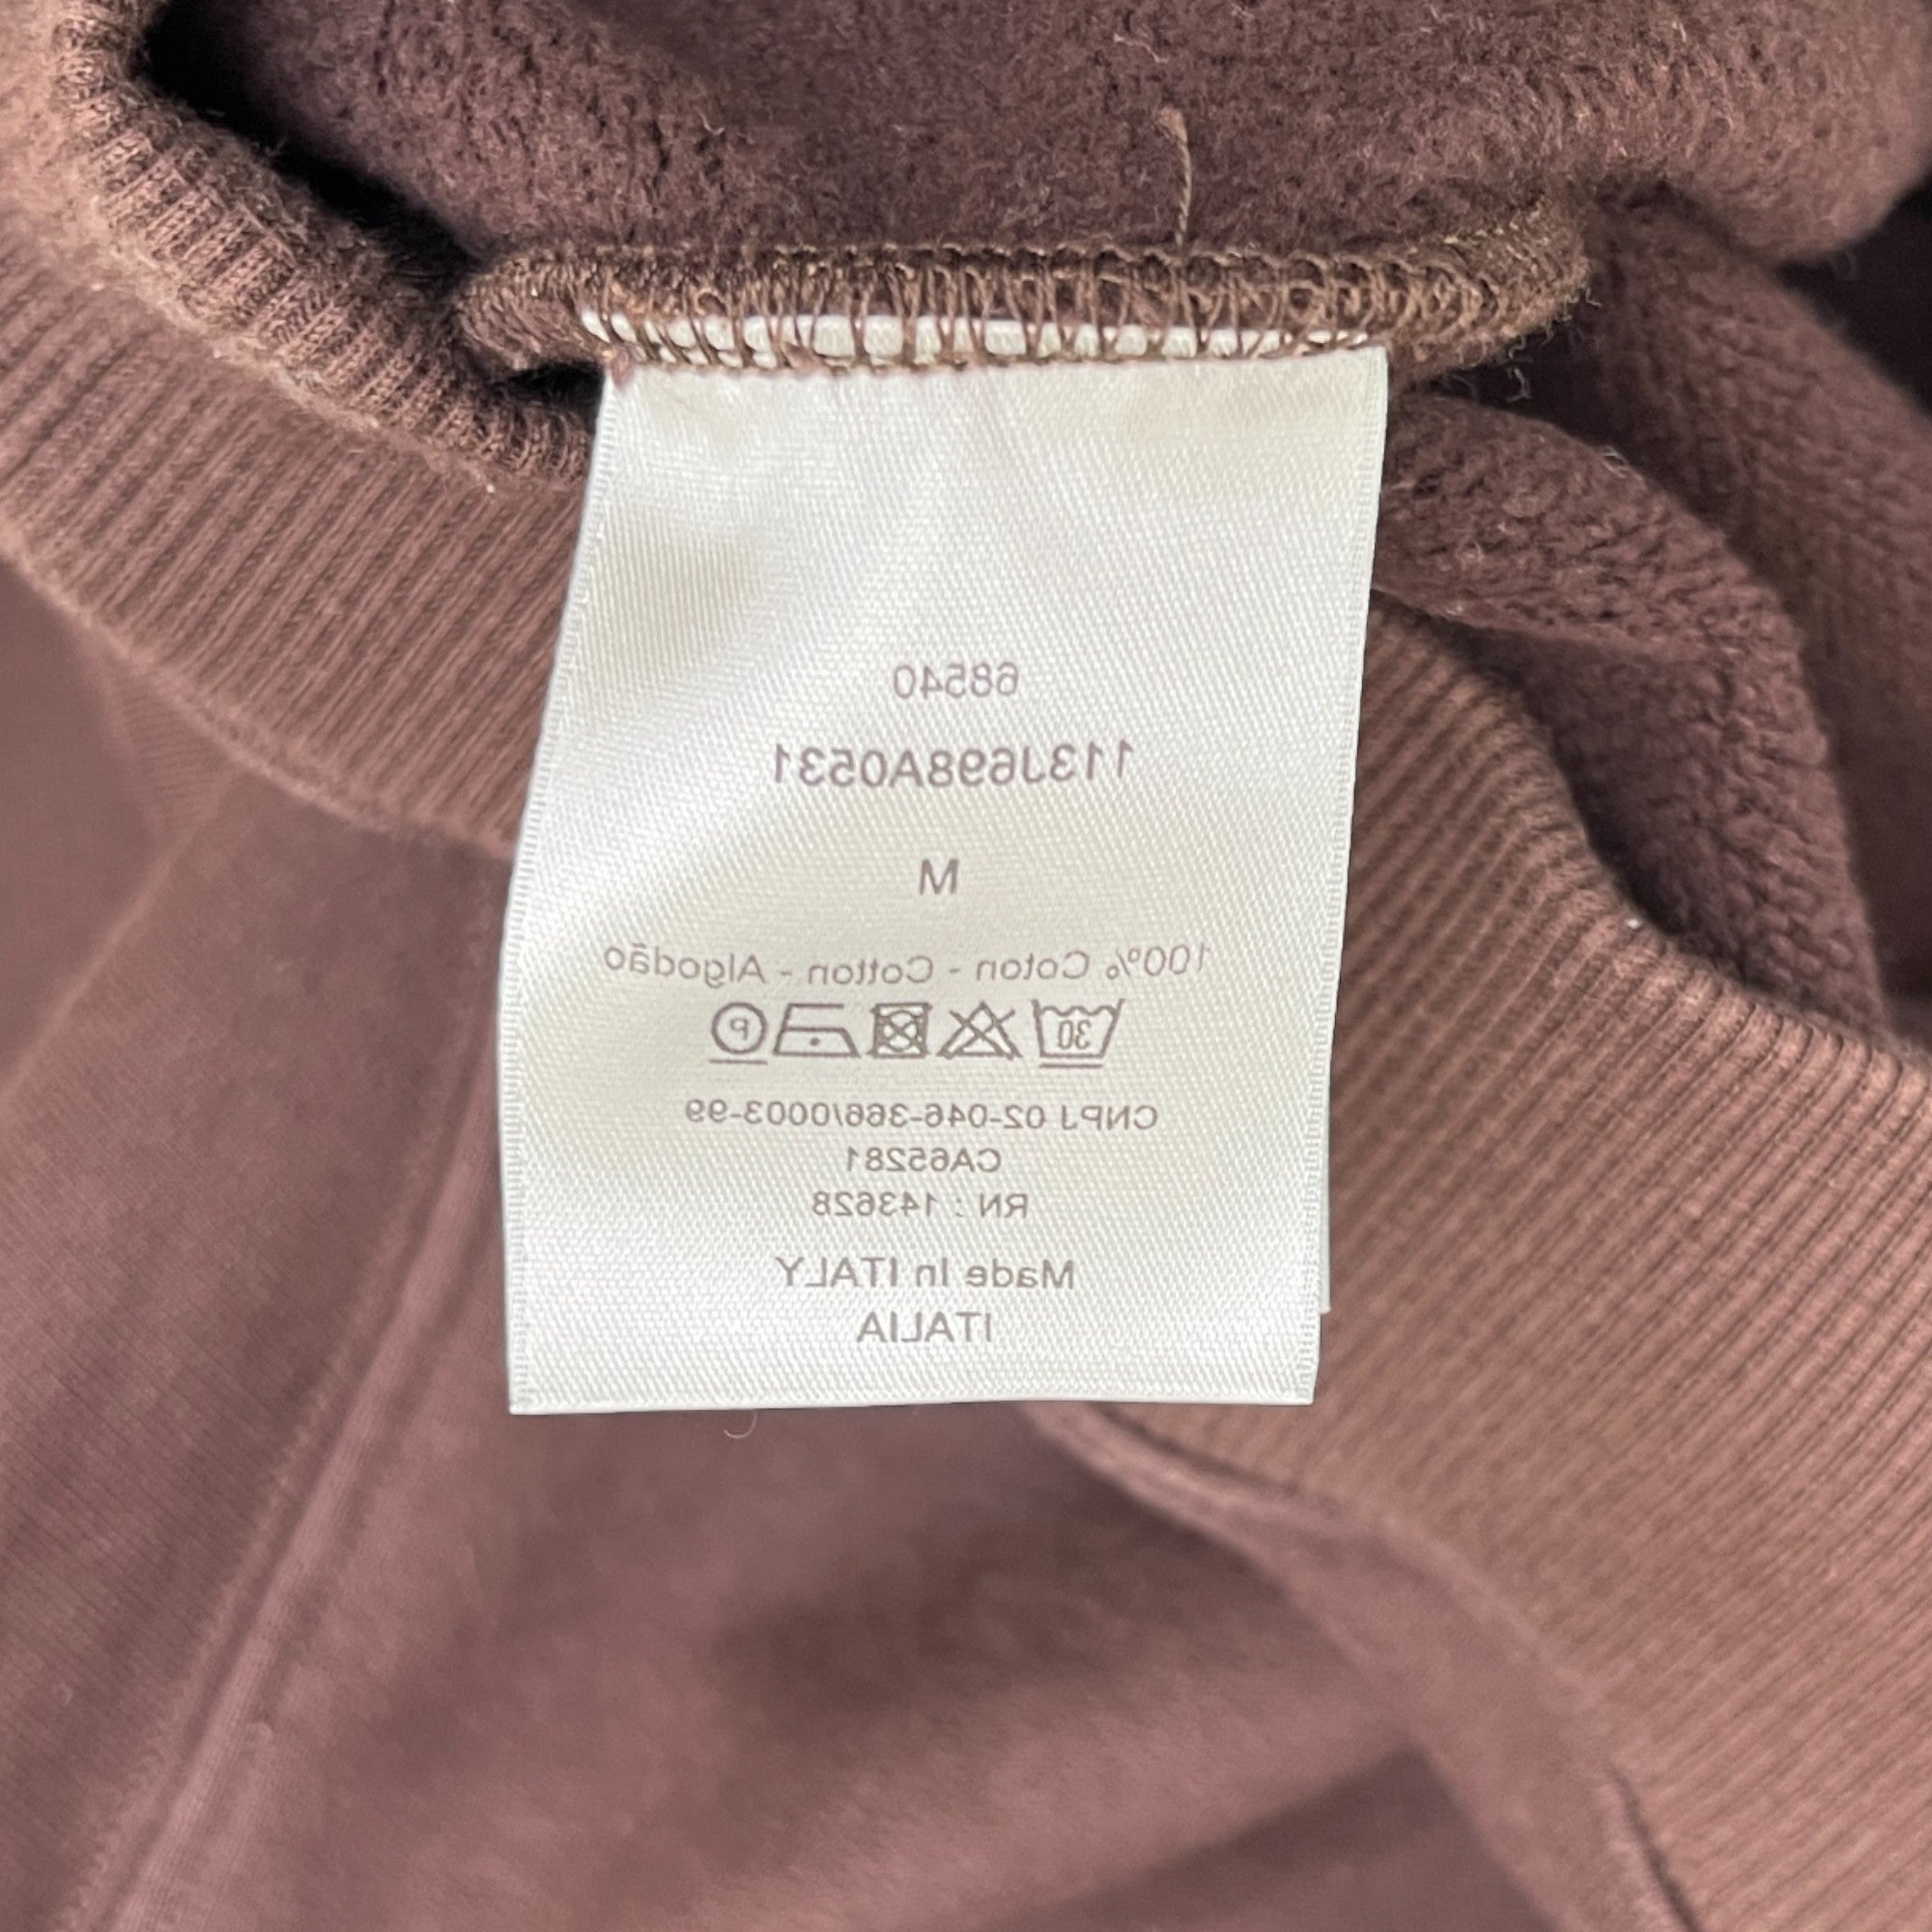 68540
113J698A0531
M
100% Coton - Cotton - Algodão
30 P
CNPJ 02-046-366/0003-99
CA65281
RN : 143628
Made In ITALY
ITALIA